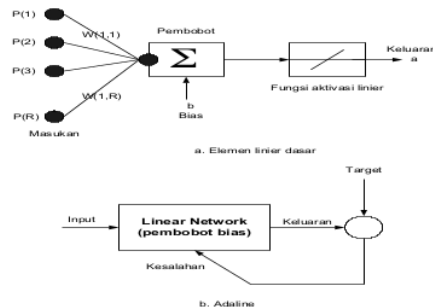 P(1)
P(2)
P(3)
P(R)
Masukan
W(1,1)
W(1,R)
Pembobot
Σ
b
Bias
Fungsi aktivasi linier
Keluaran
a
a. Elemen linier dasar
Target
Input
Linear Network
(pembobot bias)
Keluaran
Kesalahan
b. Adaline